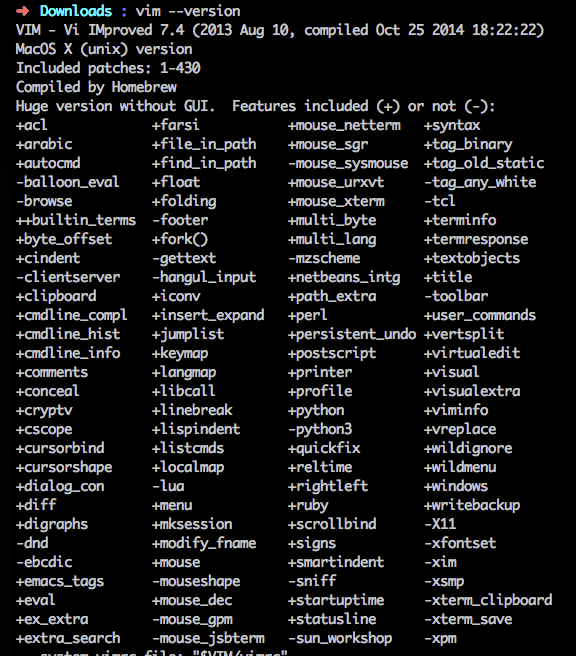 ➜ Downloads : vim --version
VIM - Vi IMproved 7.4 (2013 Aug 10, compiled Oct 25 2014 18:22:22)
MacOS X (unix) version
Included patches: 1-430
Compiled by Homebrew
Huge version without GUI.  Features included (+) or not (-):
+acl             +farsi           +mouse_netterm   +syntax
+arabic          +file_in_path    +mouse_sgr       +tag_binary
+autocmd         +find_in_path    -mouse_sysmouse  +tag_old_static
-balloon_eval    +float           +mouse_urxvt     -tag_any_white
-browse          +folding         +mouse_xterm     -tcl
++builtin_terms  -footer          +multi_byte      +terminfo
+byte_offset     +fork()          +multi_lang      +termresponse
+cindent         -gettext         -mzscheme        +textobjects
-clientserver    -hangul_input    +netbeans_intg   +title
+clipboard       +iconv           +path_extra      -toolbar
+cmdline_compl   +insert_expand   +perl            +user_commands
+cmdline_hist    +jumplist        +persistent_undo +vertsplit
+cmdline_info    +keymap          +postscript      +virtualedit
+comments        +langmap         +printer         +visual
+conceal         +libcall         +profile         +visualextra
+cryptv          +linebreak       +python          +viminfo
+cscope          +lispindent      -python3         +vreplace
+cursorbind      +listcmds        +quickfix        +wildignore
+cursorshape     +localmap        +reltime         +wildmenu
+dialog_con      -lua             +rightleft       +windows
+diff            +menu            +ruby            +writebackup
+digraphs        +mksession       +scrollbind      -X11
-dnd             +modify_fname    +signs           -xfontset
-ebcdic          +mouse           +smartindent     -xim
+emacs_tags      -mouseshape      -sniff           -xsmp
+eval            +mouse_dec       +startuptime     -xterm_clipboard
+ex_extra        -mouse_gpm       +statusline      -xterm_save
+extra_search    -mouse_jsbterm   -sun_workshop    -xpm
system vimrc file: "$VIM/vimrc"